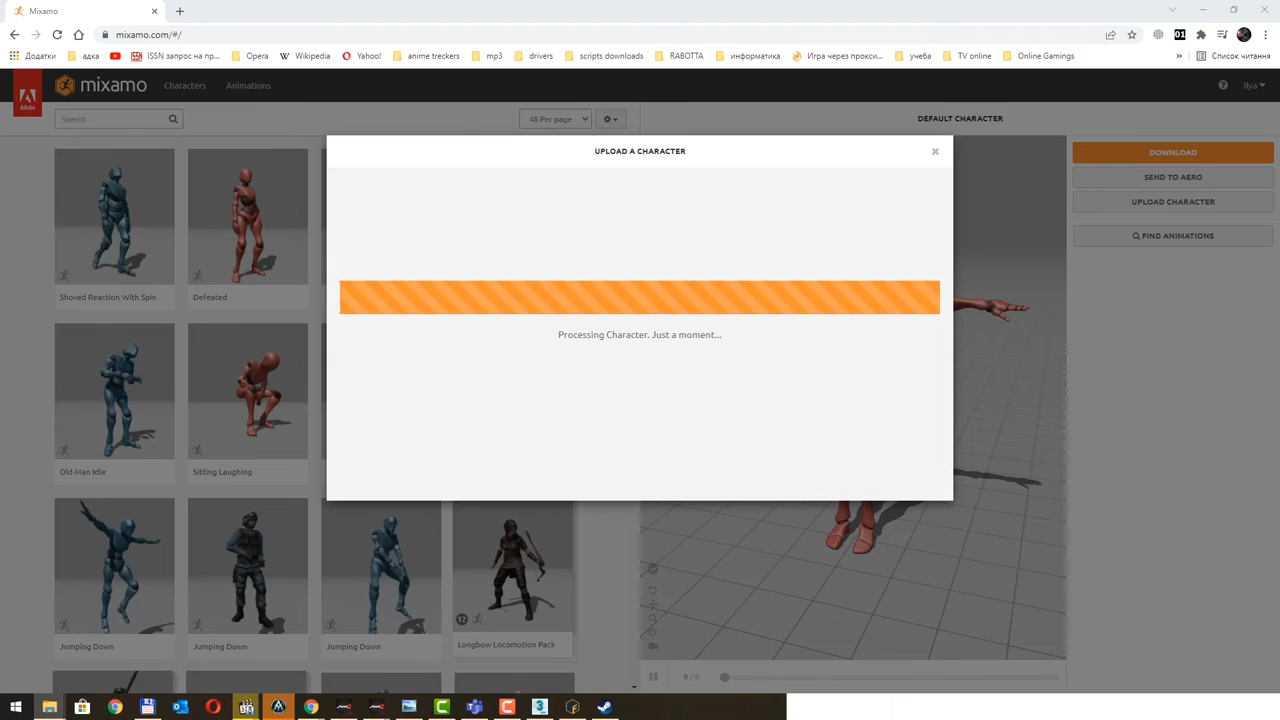 Mixamo
mixamo.com/#/
Додатки
адка
ISSN запрос на пр...
Opera
Wikipedia
Yahoo!
anime treckers
mp3
drivers
scripts downloads
RABOTTA
информатика
Игра через прокси...
учеба
TV online
Online Gamings
»
Список читання
Adobe
mixamo
Characters
Animations
Ilya
Search
48 Per page
DEFAULT CHARACTER
UPLOAD A CHARACTER
DOWNLOAD
SEND TO AERO
UPLOAD CHARACTER
FIND ANIMATIONS
Shoved Reaction With Spin
Defeated
Processing Character. Just a moment...
Old Man Idle
Sitting Laughing
12
Jumping Down
Jumping Down
Jumping Down
Longbow Locomotion Pack
0 / 0